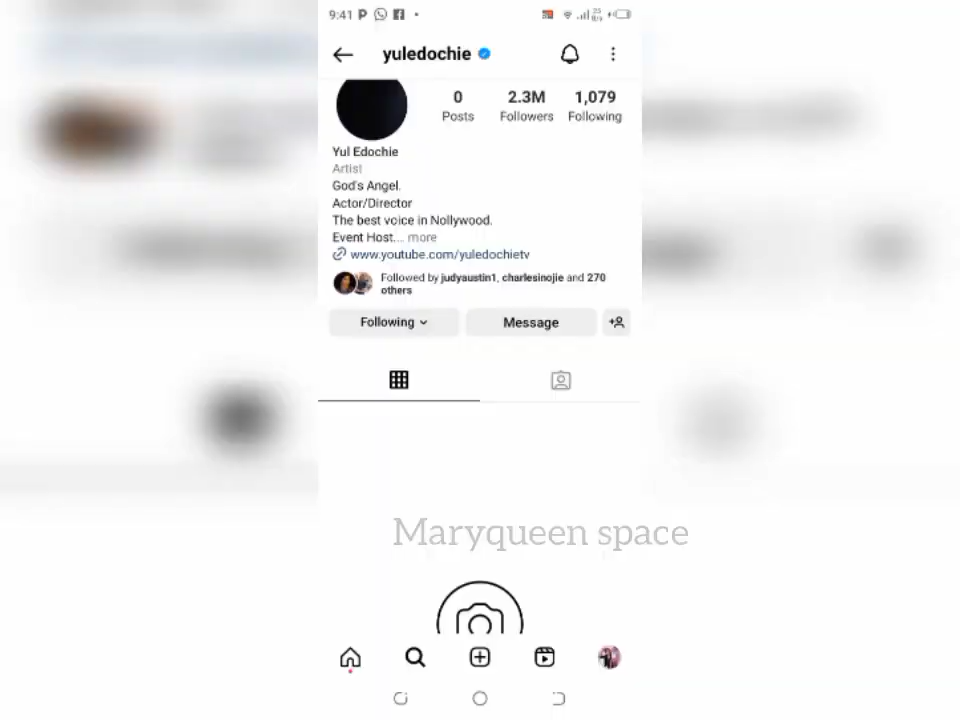 9:41
yuledochie
0 2.3M 1,079
Posts Followers Following
Yul Edochie
Artist
God's Angel.
Actor/Director
The best voice in Nollywood.
Event Host... more
www.youtube.com/yuledochietv
Followed by judyaustin1, charlesinojie and 270
others
Following Message
Maryqueen space